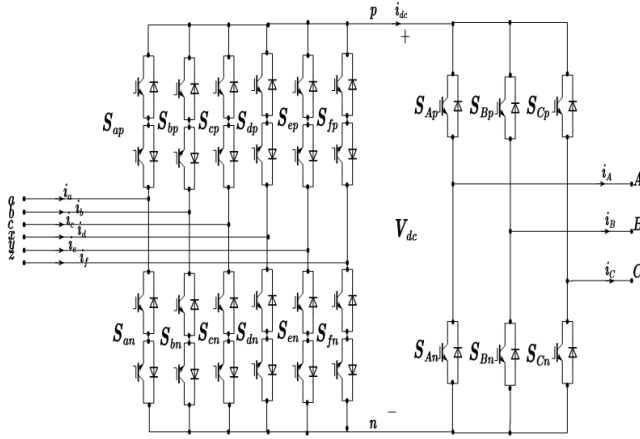 p i_dc
+
S_ap S_bp S_cp S_dp S_ep S_fp S_Ap S_Bp S_Cp
a i_a i_A A
b i_b
c i_c
x i_d
y i_e
z i_f
V_dc
i_B B
i_C C
S_an S_bn S_cn S_dn S_en S_fn S_An S_Bn S_Cn
n −